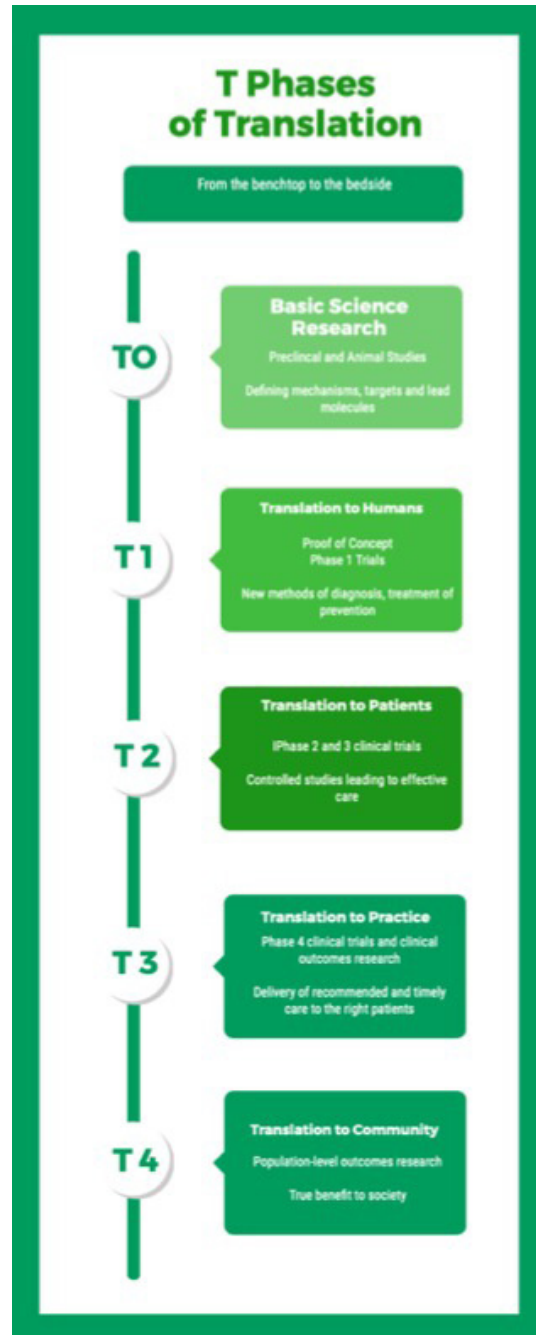 T Phases
of Translation
From the benchtop to the bedside
TO
Basic Science
Research
Preclincal and Animal Studies
Defining mechanisms, targets and lead
molecules
T 1
Translation to Humans
Proof of Concept
Phase 1 Trials
New methods of diagnosis, treatment of
prevention
T 2
Translation to Patients
IPhase 2 and 3 clinical trials
Controlled studies leading to effective
care
T 3
Translation to Practice
Phase 4 clinical trials and clinical
outcomes research
Delivery of recommended and timely
care to the right patients
T 4
Translation to Community
Population-level outcomes research
True benefit to society